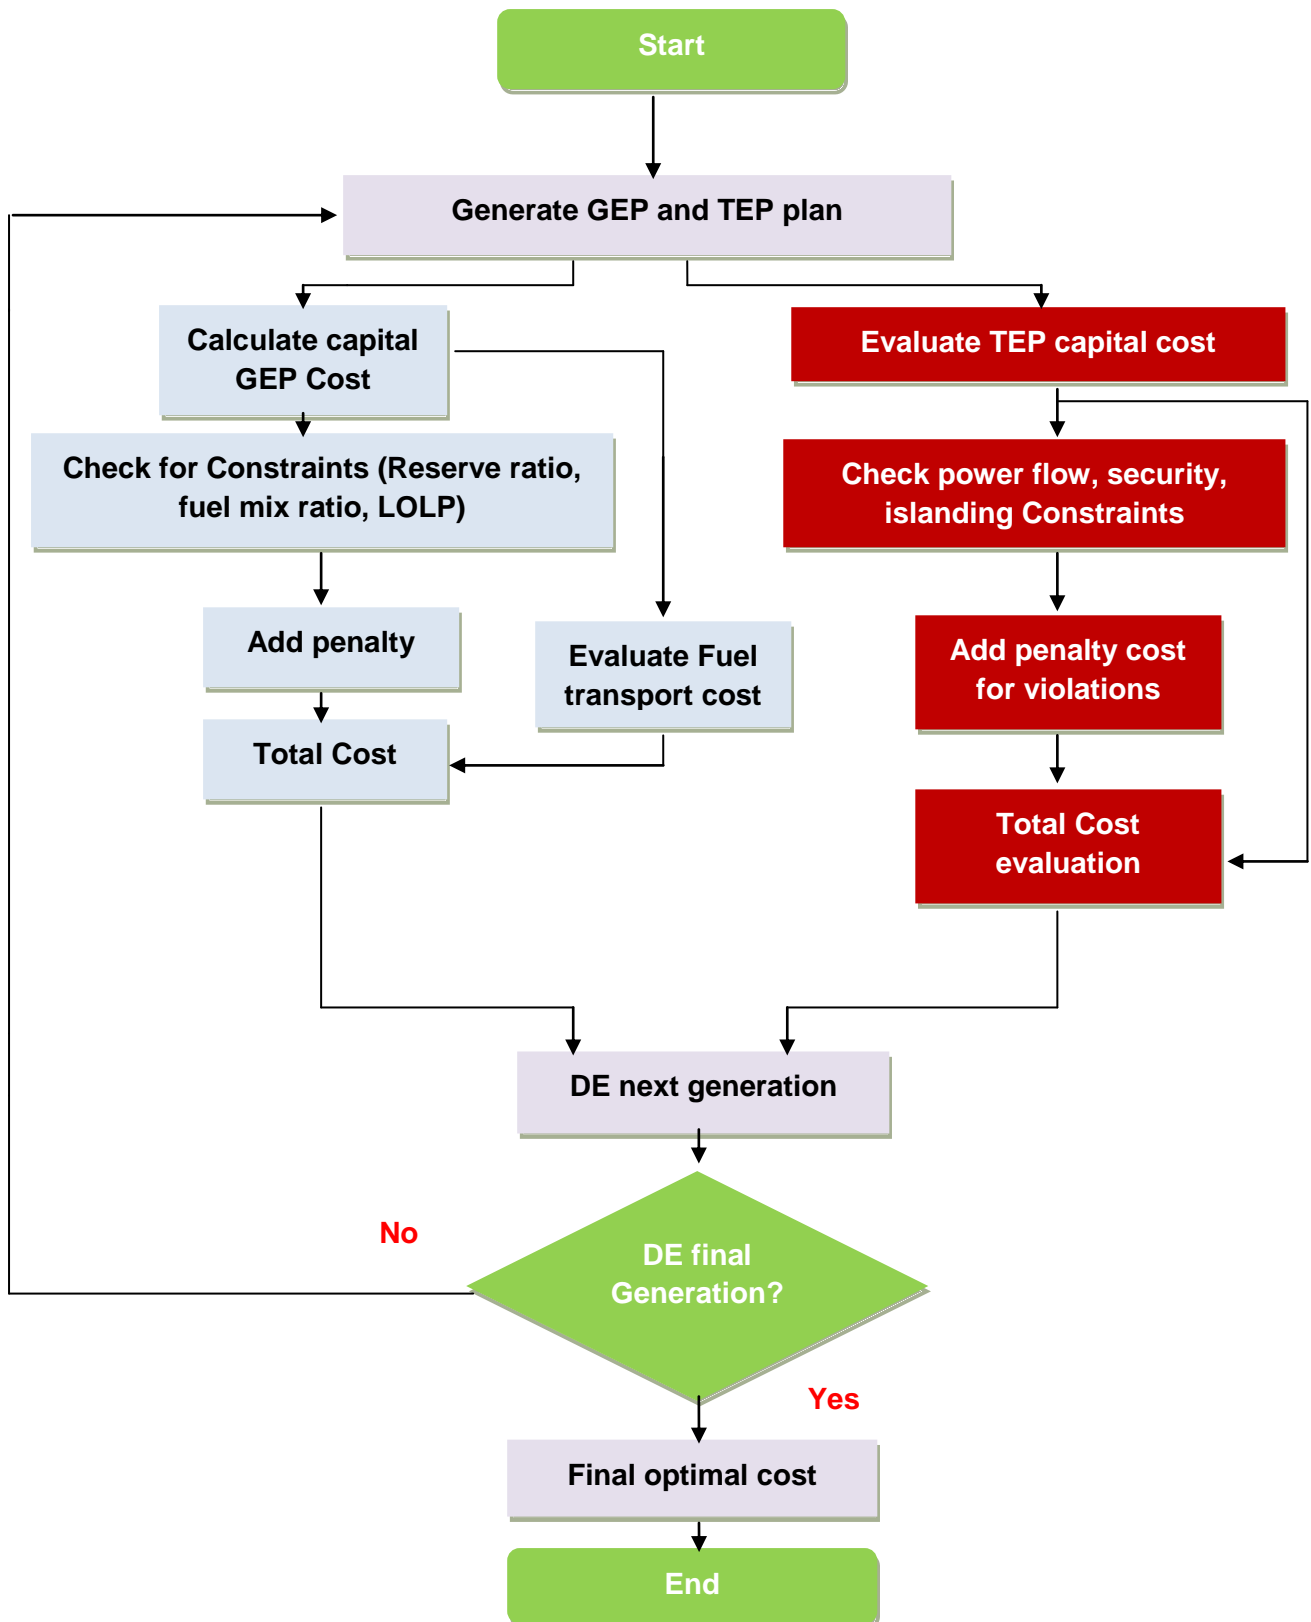 Start
Generate GEP and TEP plan
Calculate capital
GEP Cost
Evaluate TEP capital cost
Check for Constraints (Reserve ratio,
fuel mix ratio, LOLP)
Check power flow, security,
islanding Constraints
Add penalty
Evaluate Fuel
transport cost
Add penalty cost
for violations
Total Cost
Total Cost
evaluation
DE next generation
No
DE final
Generation?
Yes
Final optimal cost
End